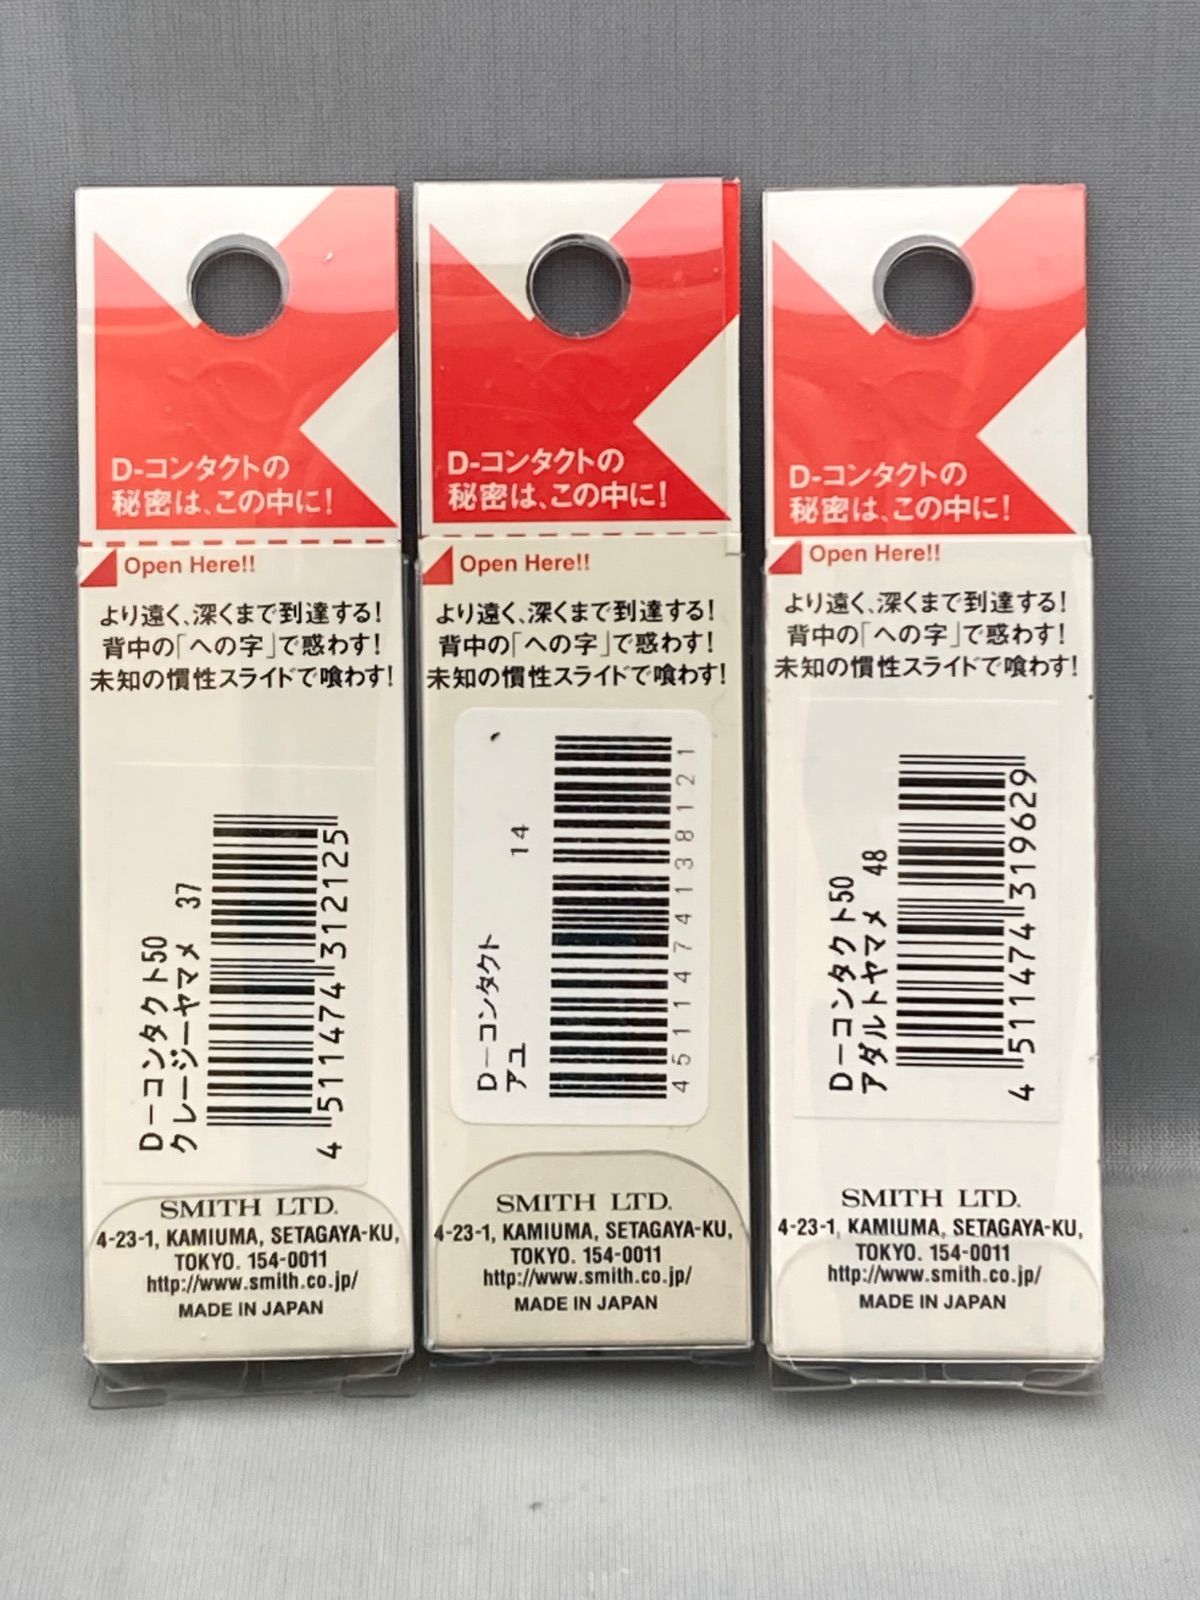 D-コンタクトの
秘密は、この中に!
Open Here!!
より遠く、深くまで到達する!
背中の「への字」で惑わす!
未知の慣性スライドで喰わす!
D－コンタクト50
クレージーヤマメ 37
4511474312125
SMITH LTD.
4-23-1, KAMIUMA, SETAGAYA-KU,
TOKYO. 154-0011
http://www.smith.co.jp/
MADE IN JAPAN
D-コンタクトの
秘密は、この中に!
Open Here!!
より遠く、深くまで到達する!
背中の「への字」で惑わす!
未知の慣性スライドで喰わす!
D－コンタクト
アユ 14
4511474138121
SMITH LTD.
4-23-1, KAMIUMA, SETAGAYA-KU,
TOKYO. 154-0011
http://www.smith.co.jp/
MADE IN JAPAN
D-コンタクトの
秘密は、この中に!
Open Here!!
より遠く、深くまで到達する!
背中の「への字」で惑わす!
未知の慣性スライドで喰わす!
D－コンタクト50
アダルトヤマメ 48
4511474319629
SMITH LTD.
4-23-1, KAMIUMA, SETAGAYA-KU,
TOKYO. 154-0011
http://www.smith.co.jp/
MADE IN JAPAN